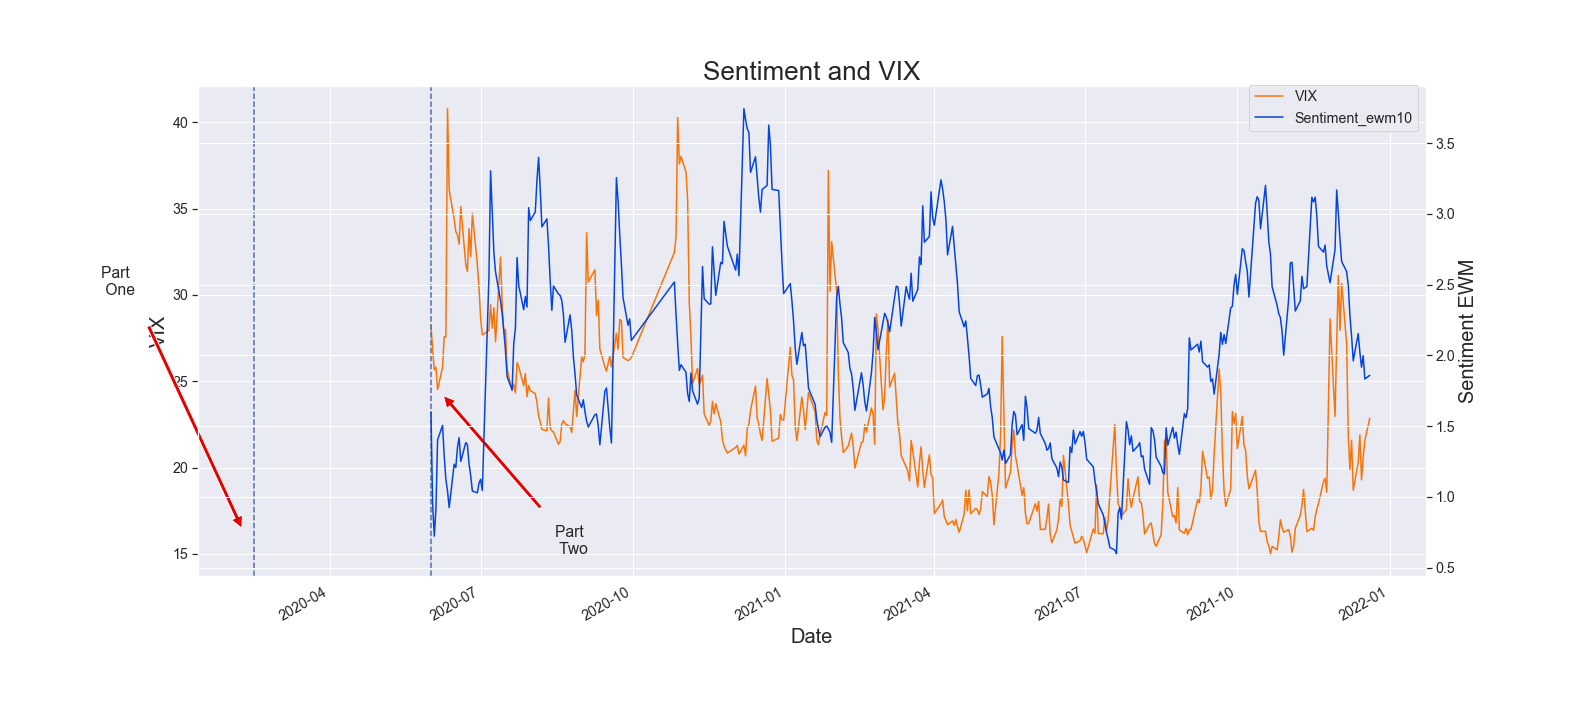 Sentiment and VIX
VIX
Sentiment_ewm10
40
35
30
25
20
15
VIX
3.5
3.0
2.5
2.0
1.5
1.0
0.5
Sentiment EWM
Part
One
Part
Two
2020-04
2020-07
2020-10
2021-01
2021-04
2021-07
2021-10
2022-01
Date